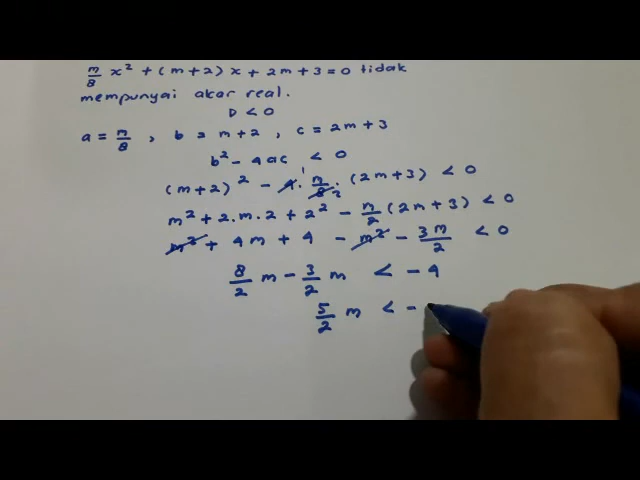 m/8 x² + (m+2) x + 2m + 3 = 0 tidak
mempunyai akar real.
D < 0
a = m/8 , b = m+2 , c = 2m+3
b² - 4ac < 0
(m+2)² - 4 . m/8 . (2m+3) < 0
m² + 2.m.2 + 2² - m/2 (2m+3) < 0
m² + 4m + 4 - m² - 3m/2 < 0
8/2 m - 3/2 m < -4
5/2 m < -